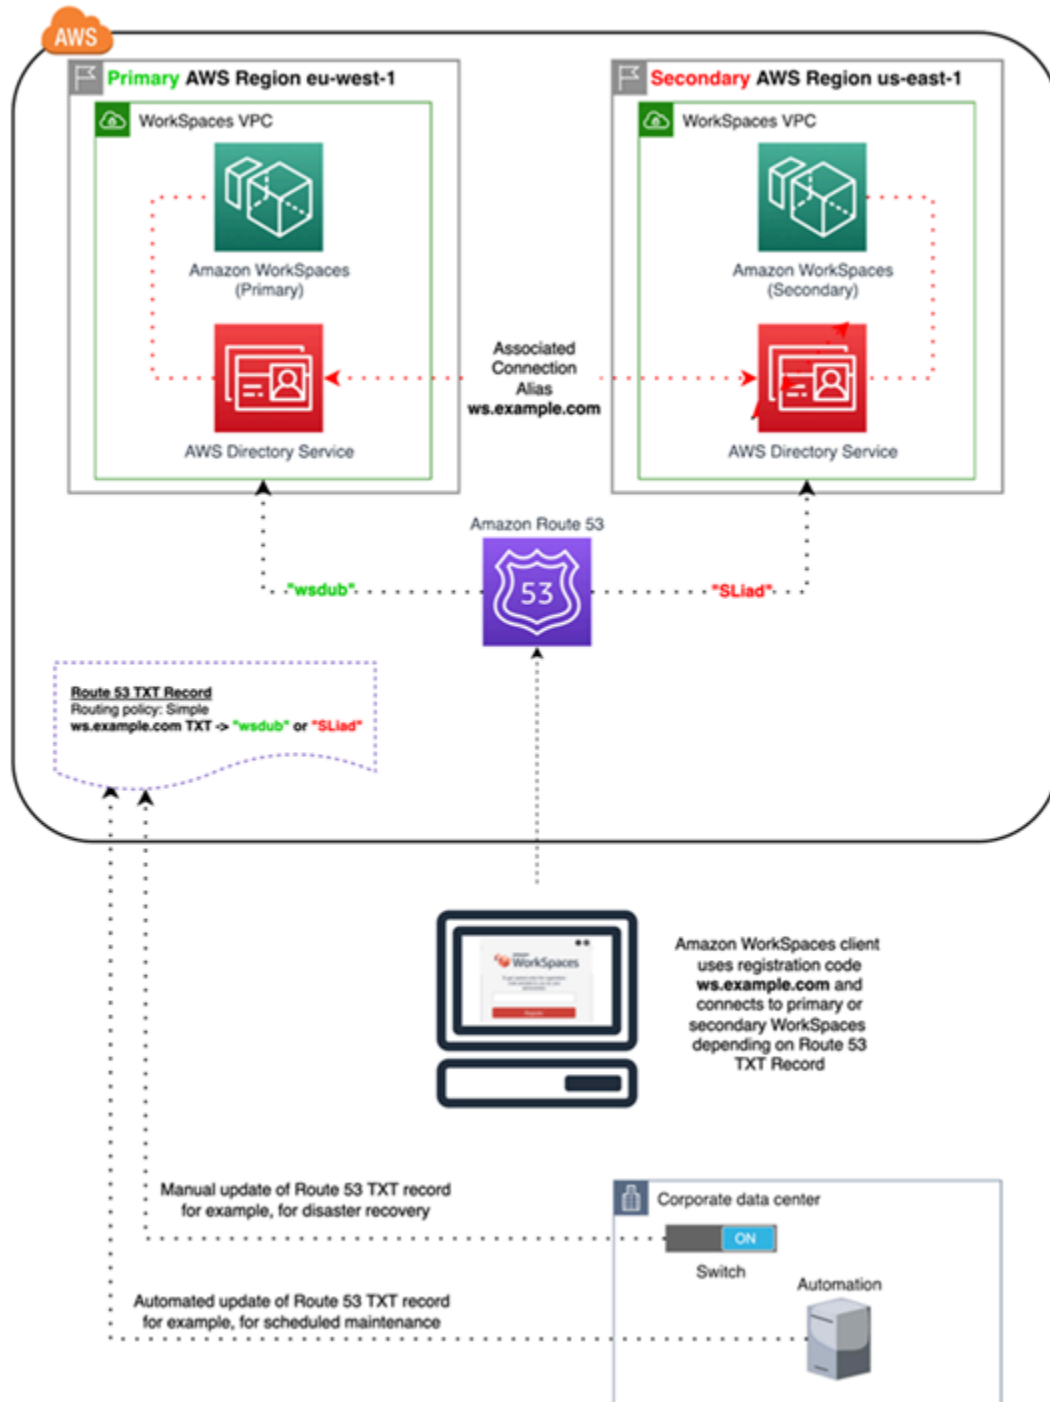 AWS
Primary AWS Region eu-west-1
WorkSpaces VPC
Amazon WorkSpaces
(Primary)
AWS Directory Service
Secondary AWS Region us-east-1
WorkSpaces VPC
Amazon WorkSpaces
(Secondary)
AWS Directory Service
Associated
Connection
Alias
ws.example.com
Amazon Route 53
53
"wsdub"
"SLiad"
Route 53 TXT Record
Routing policy: Simple
ws.example.com TXT -> "wsdub" or "SLiad"
WorkSpaces
Register
Amazon WorkSpaces client
uses registration code
ws.example.com and
connects to primary or
secondary WorkSpaces
depending on Route 53
TXT Record
Manual update of Route 53 TXT record
for example, for disaster recovery
Automated update of Route 53 TXT record
for example, for scheduled maintenance
Corporate data center
ON
Switch
Automation